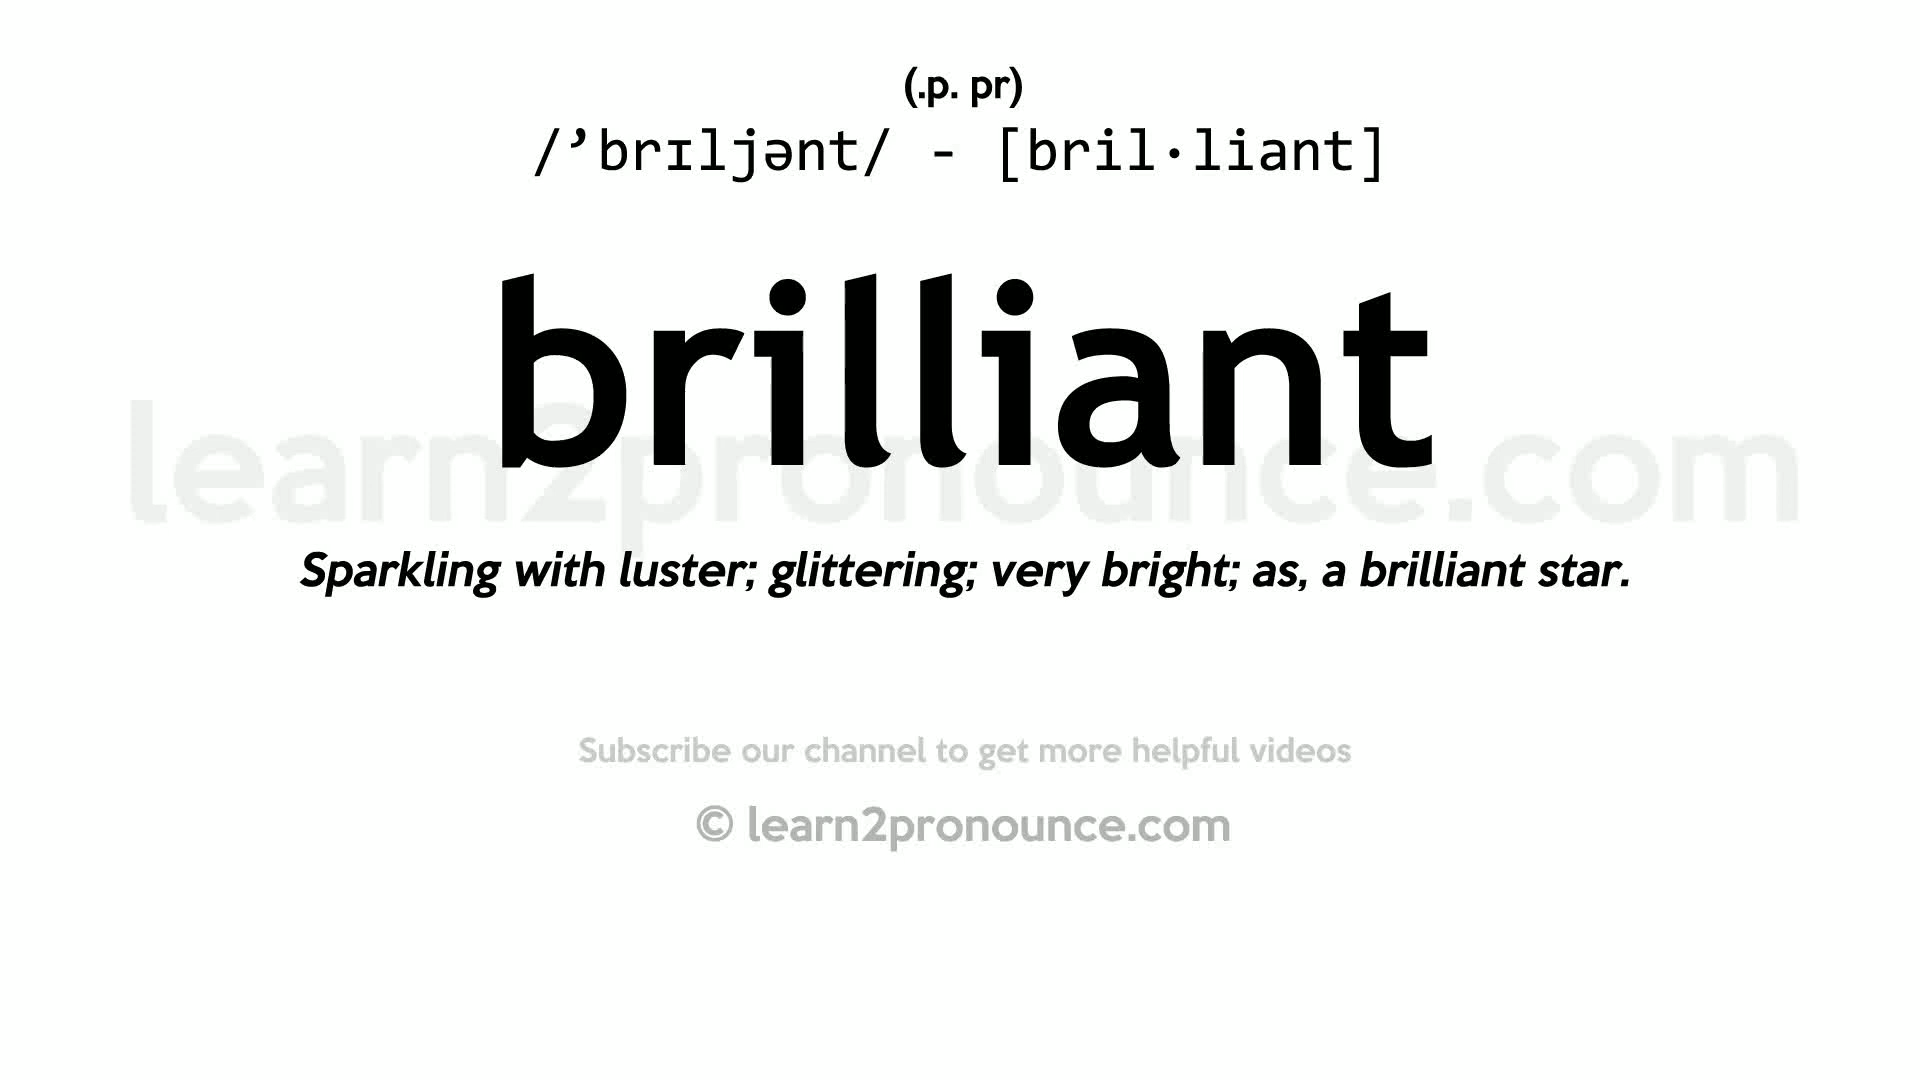 (.p. pr)
/’brɪljənt/ - [bril·liant]
brilliant
learn2pronounce.com
Sparkling with luster; glittering; very bright; as, a brilliant star.
Subscribe our channel to get more helpful videos
© learn2pronounce.com